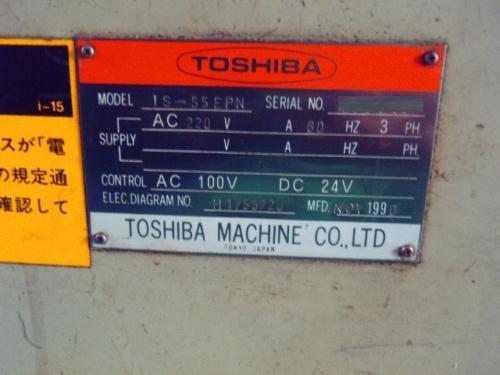 i-15
スが「電
の規定通
確認して
TOSHIBA
MODEL IS-55EPN SERIAL NO.
SUPPLY
AC 220 V A 60 HZ 3 PH
V A HZ PH.
CONTROL AC 100V DC 24V
ELEC.DIAGRAM NO. MFD. NOV 1990
TOSHIBA MACHINE CO.,LTD
TOKYO JAPAN